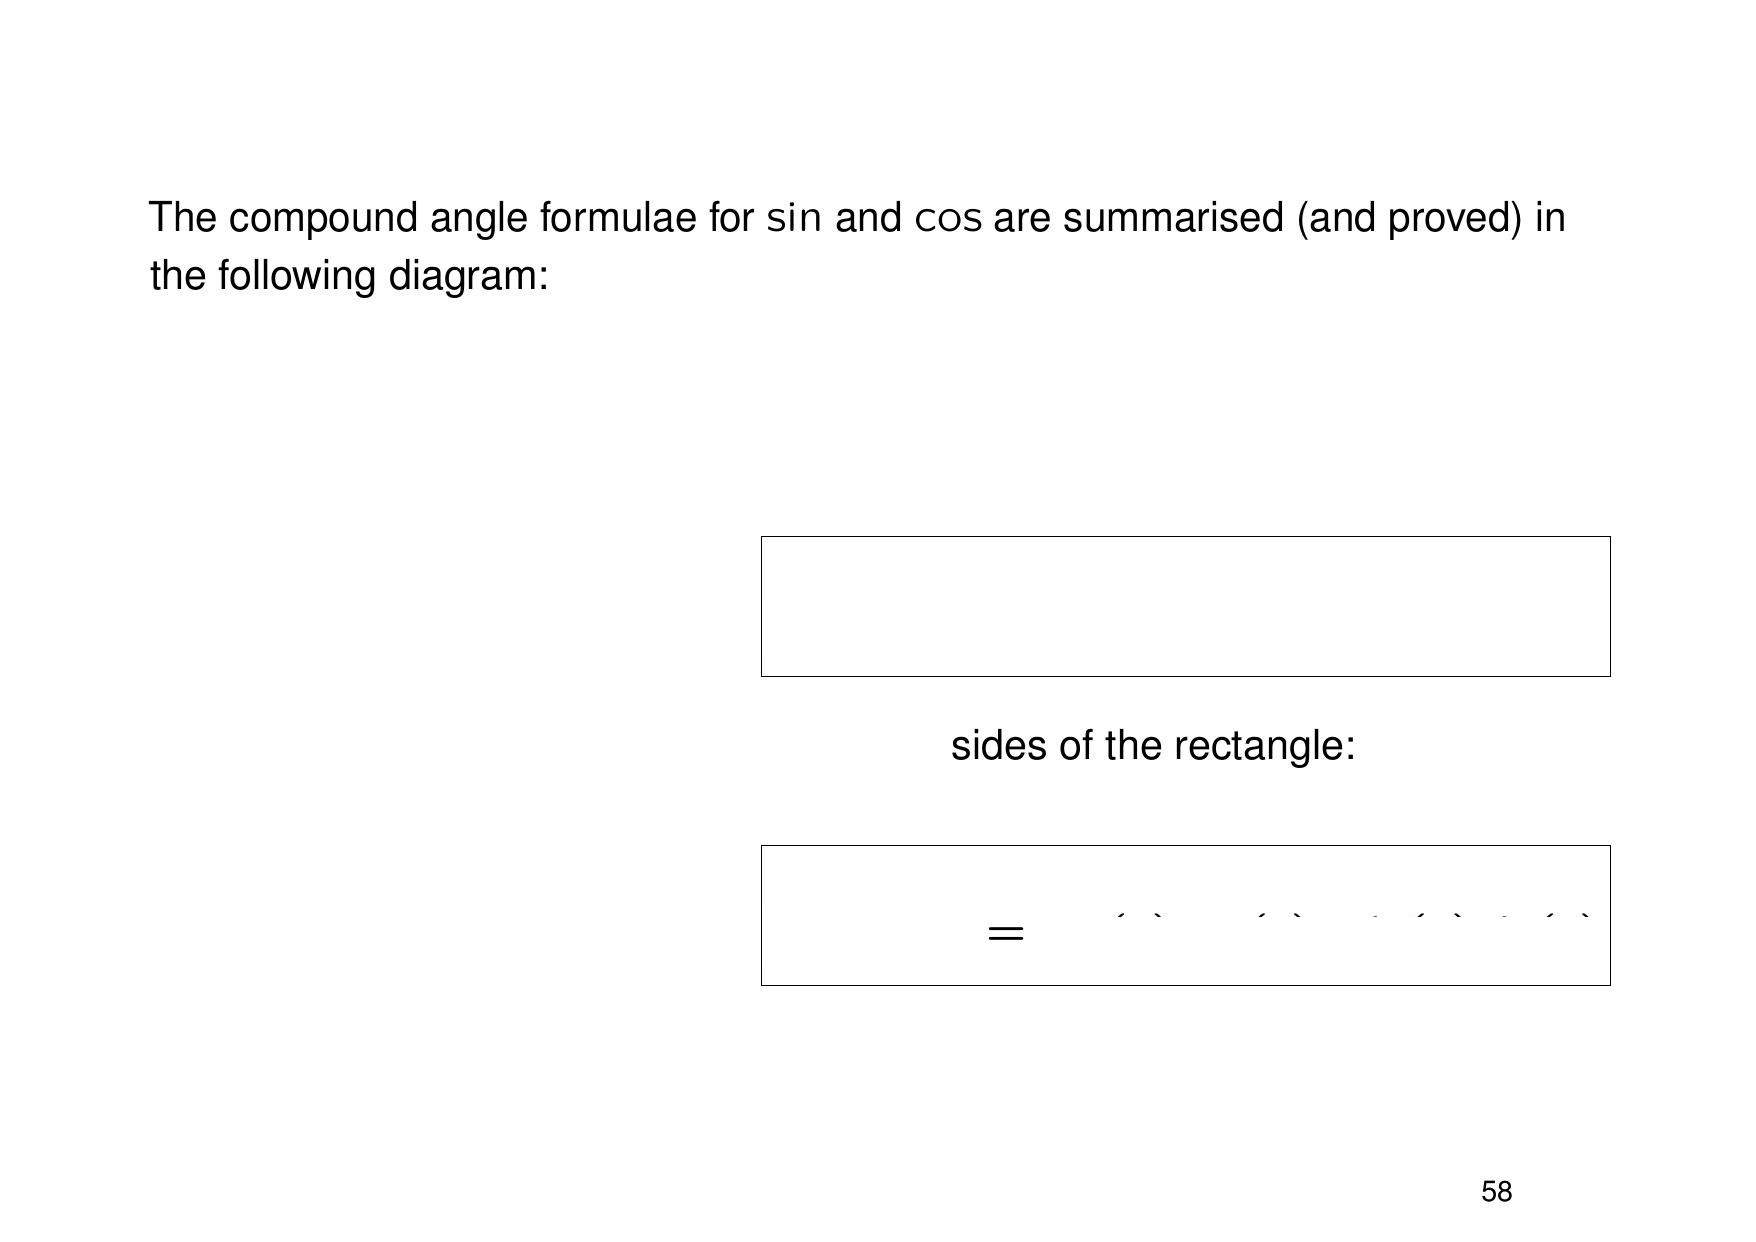 The compound angle formulae for sin and cos are summarised (and proved) in
the following diagram:
sides of the rectangle:
=
58